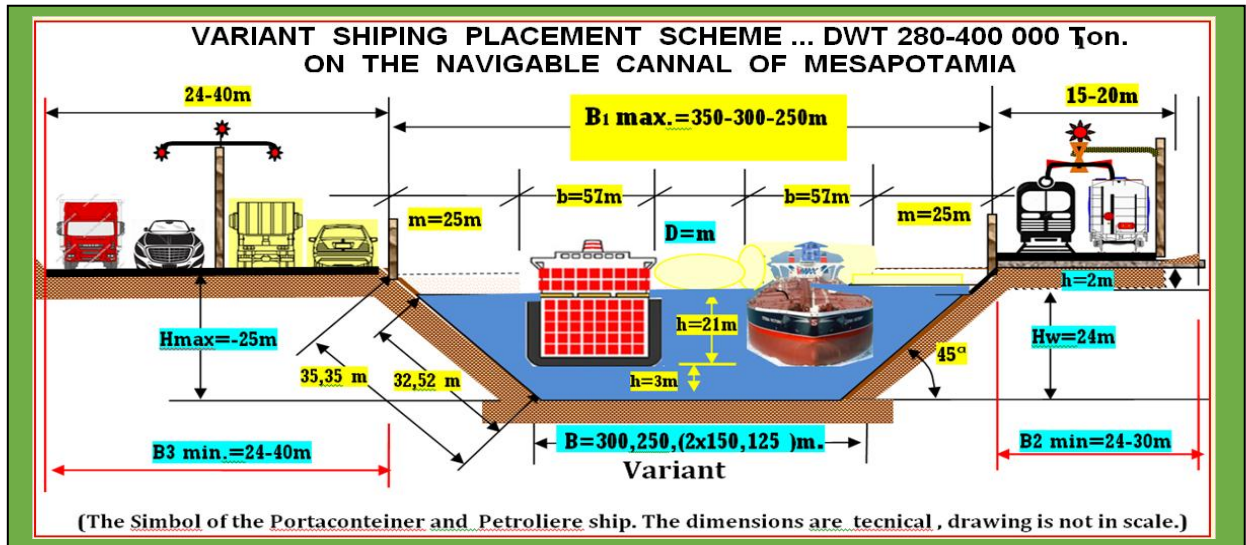 VARIANT SHIPING PLACEMENT SCHEME ... DWT 280-400 000 Ton.
ON THE NAVIGABLE CANNAL OF MESAPOTAMIA
24-40m
B1 max.=350-300-250m
15-20m
m=25m
b=57m
D=m
b=57m
m=25m
h=2m
Hmax=-25m
h=21m
Hw=24m
45º
35,35 m
32,52 m
h=3m
B3 min.=24-40m
B=300,250,(2x150,125 )m.
B2 min=24-30m
Variant
(The Simbol of the Portaconteiner and Petroliere ship. The dimensions are tecnical , drawing is not in scale.)